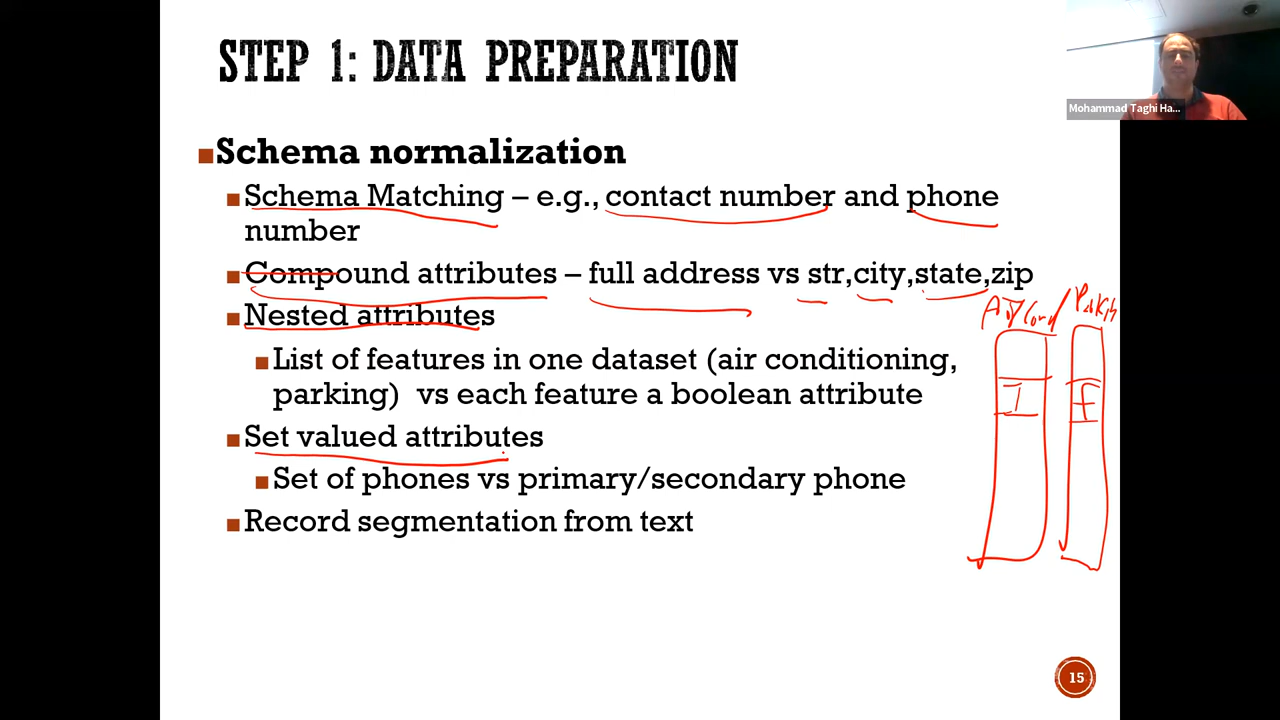 STEP 1: DATA PREPARATION
Mohammad Taghi Ha...
Schema normalization
Schema Matching – e.g., contact number and phone
number
Compound attributes – full address vs str,city,state,zip
Nested attributes
List of features in one dataset (air conditioning,
parking) vs each feature a boolean attribute
Set valued attributes
Set of phones vs primary/secondary phone
Record segmentation from text
15